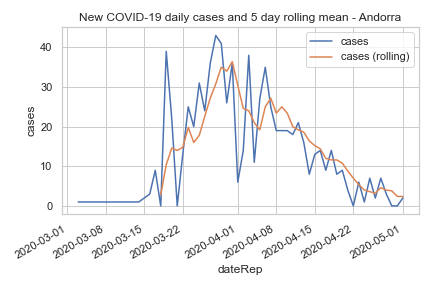 New COVID-19 daily cases and 5 day rolling mean - Andorra
cases
cases (rolling)
cases
40
30
20
10
0
2020-03-01
2020-03-08
2020-03-15
2020-03-22
2020-04-01
2020-04-08
2020-04-15
2020-04-22
2020-05-01
dateRep